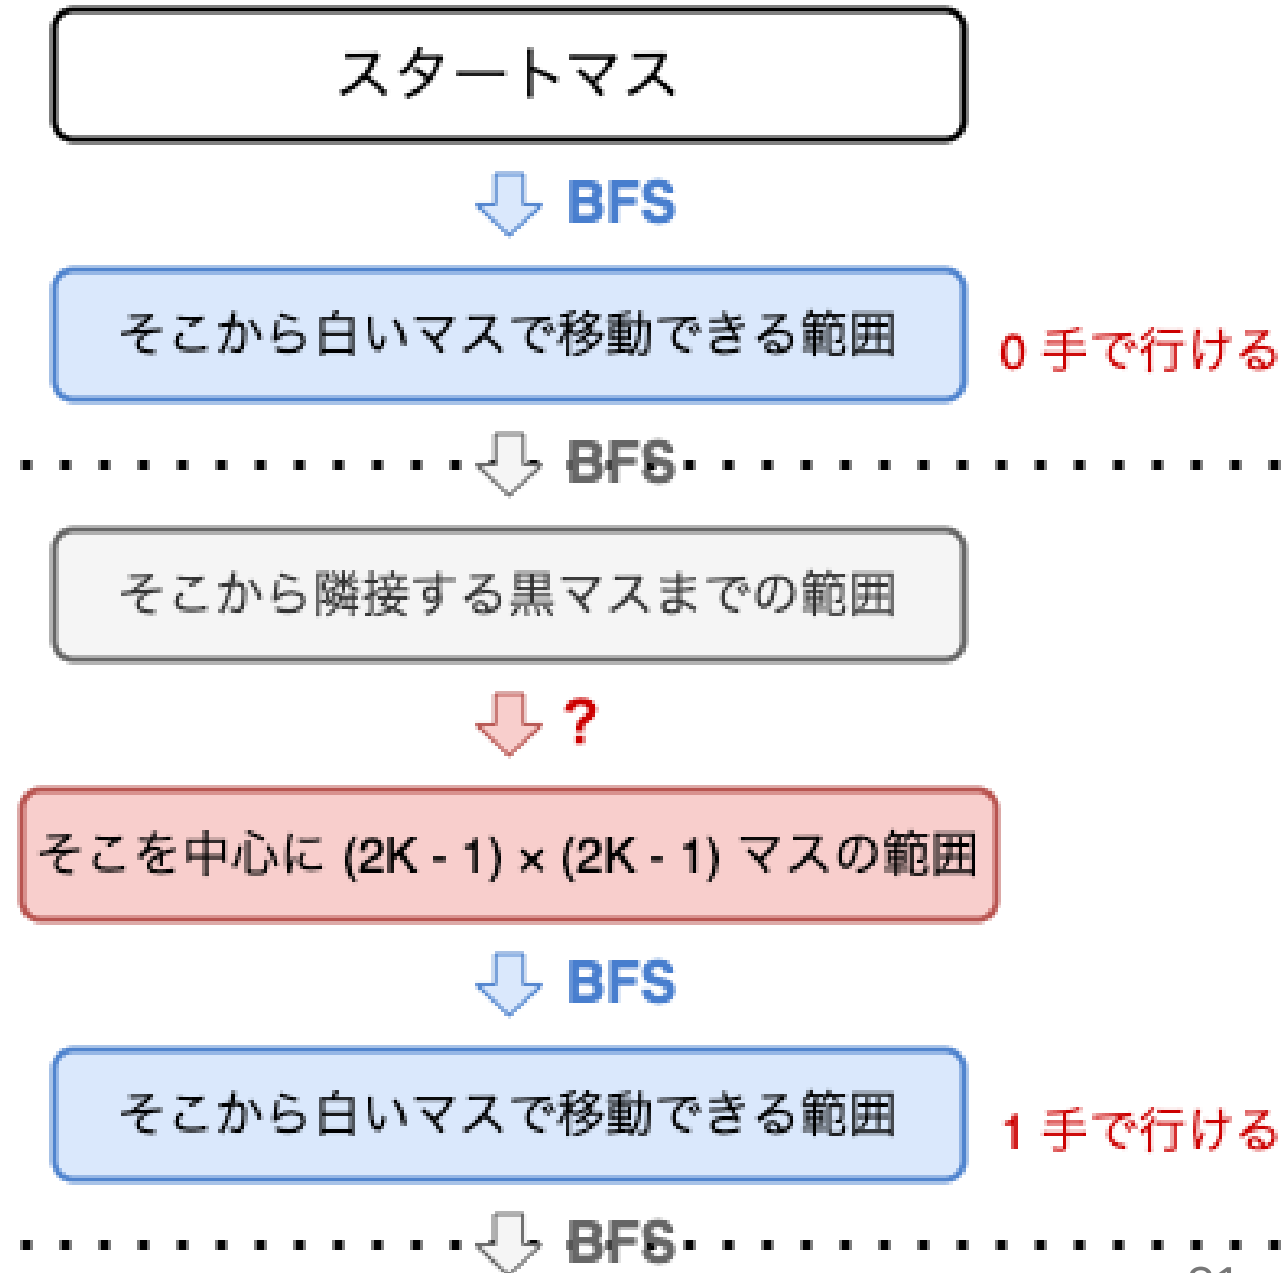 スタートマス
BFS
そこから白いマスで移動できる範囲
0 手で行ける
BFS
そこから隣接する黒マスまでの範囲
?
そこを中心に (2K - 1) × (2K - 1) マスの範囲
BFS
そこから白いマスで移動できる範囲
1 手で行ける
BFS